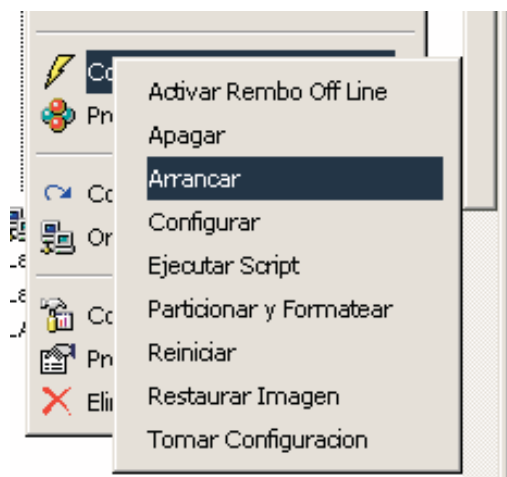 Activar Rembo Off Line
Apagar
Arrancar
Configurar
Ejecutar Script
Particionar y Formatear
Reiniciar
Restaurar Imagen
Tomar Configuracion